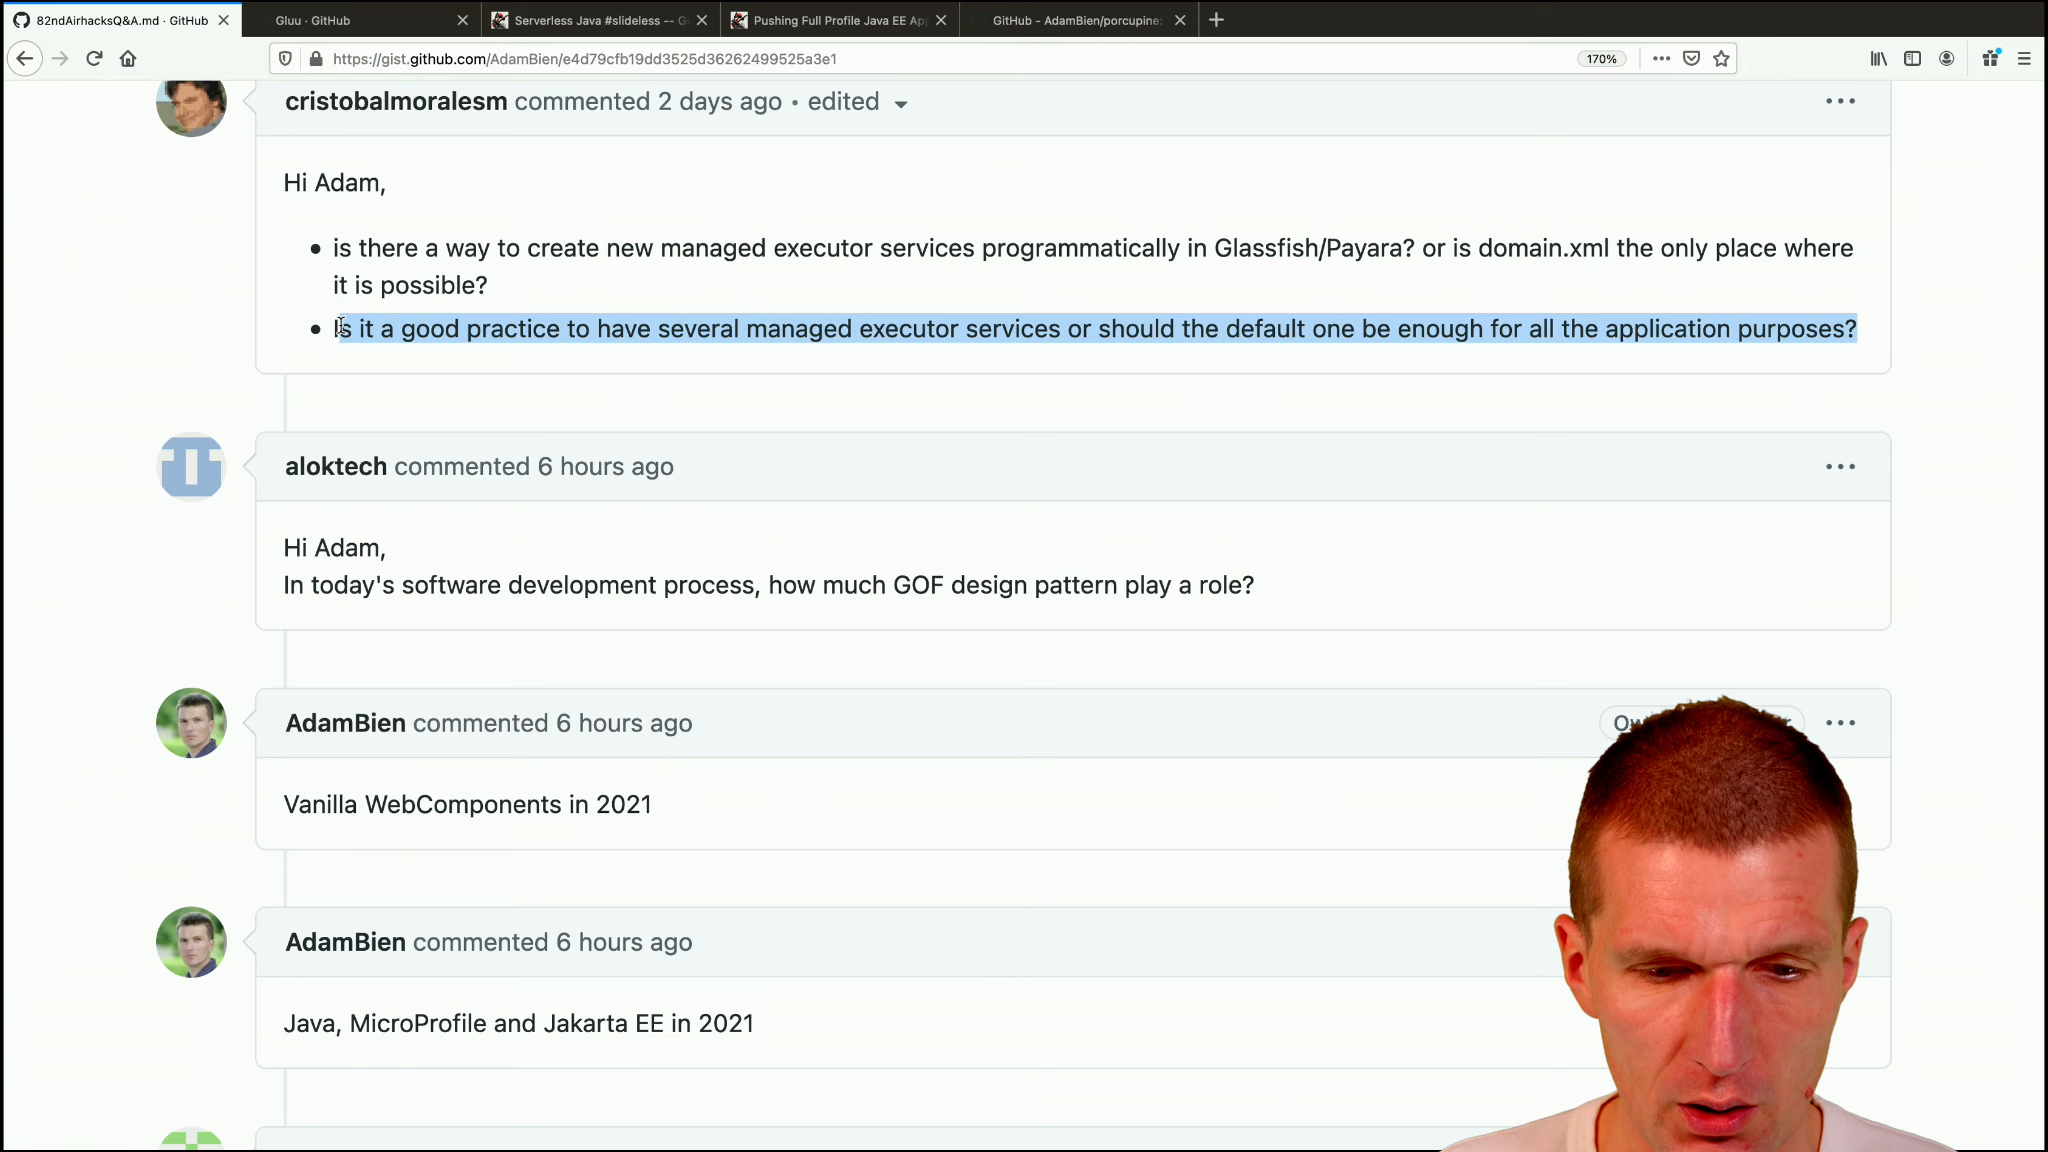 82ndAirhacksQ&A.md · GitHub
Gluu · GitHub
Serverless Java #slideless --
Pushing Full Profile Java EE Ap
GitHub - AdamBien/porcupine:
https://gist.github.com/AdamBien/e4d79cfb19dd3525d36262499525a3e1
170%
cristobalmoralesm commented 2 days ago • edited
Hi Adam,
• is there a way to create new managed executor services programmatically in Glassfish/Payara? or is domain.xml the only place where
it is possible?
• Is it a good practice to have several managed executor services or should the default one be enough for all the application purposes?
aloktech commented 6 hours ago
Hi Adam,
In today's software development process, how much GOF design pattern play a role?
AdamBien commented 6 hours ago
Vanilla WebComponents in 2021
AdamBien commented 6 hours ago
Java, MicroProfile and Jakarta EE in 2021